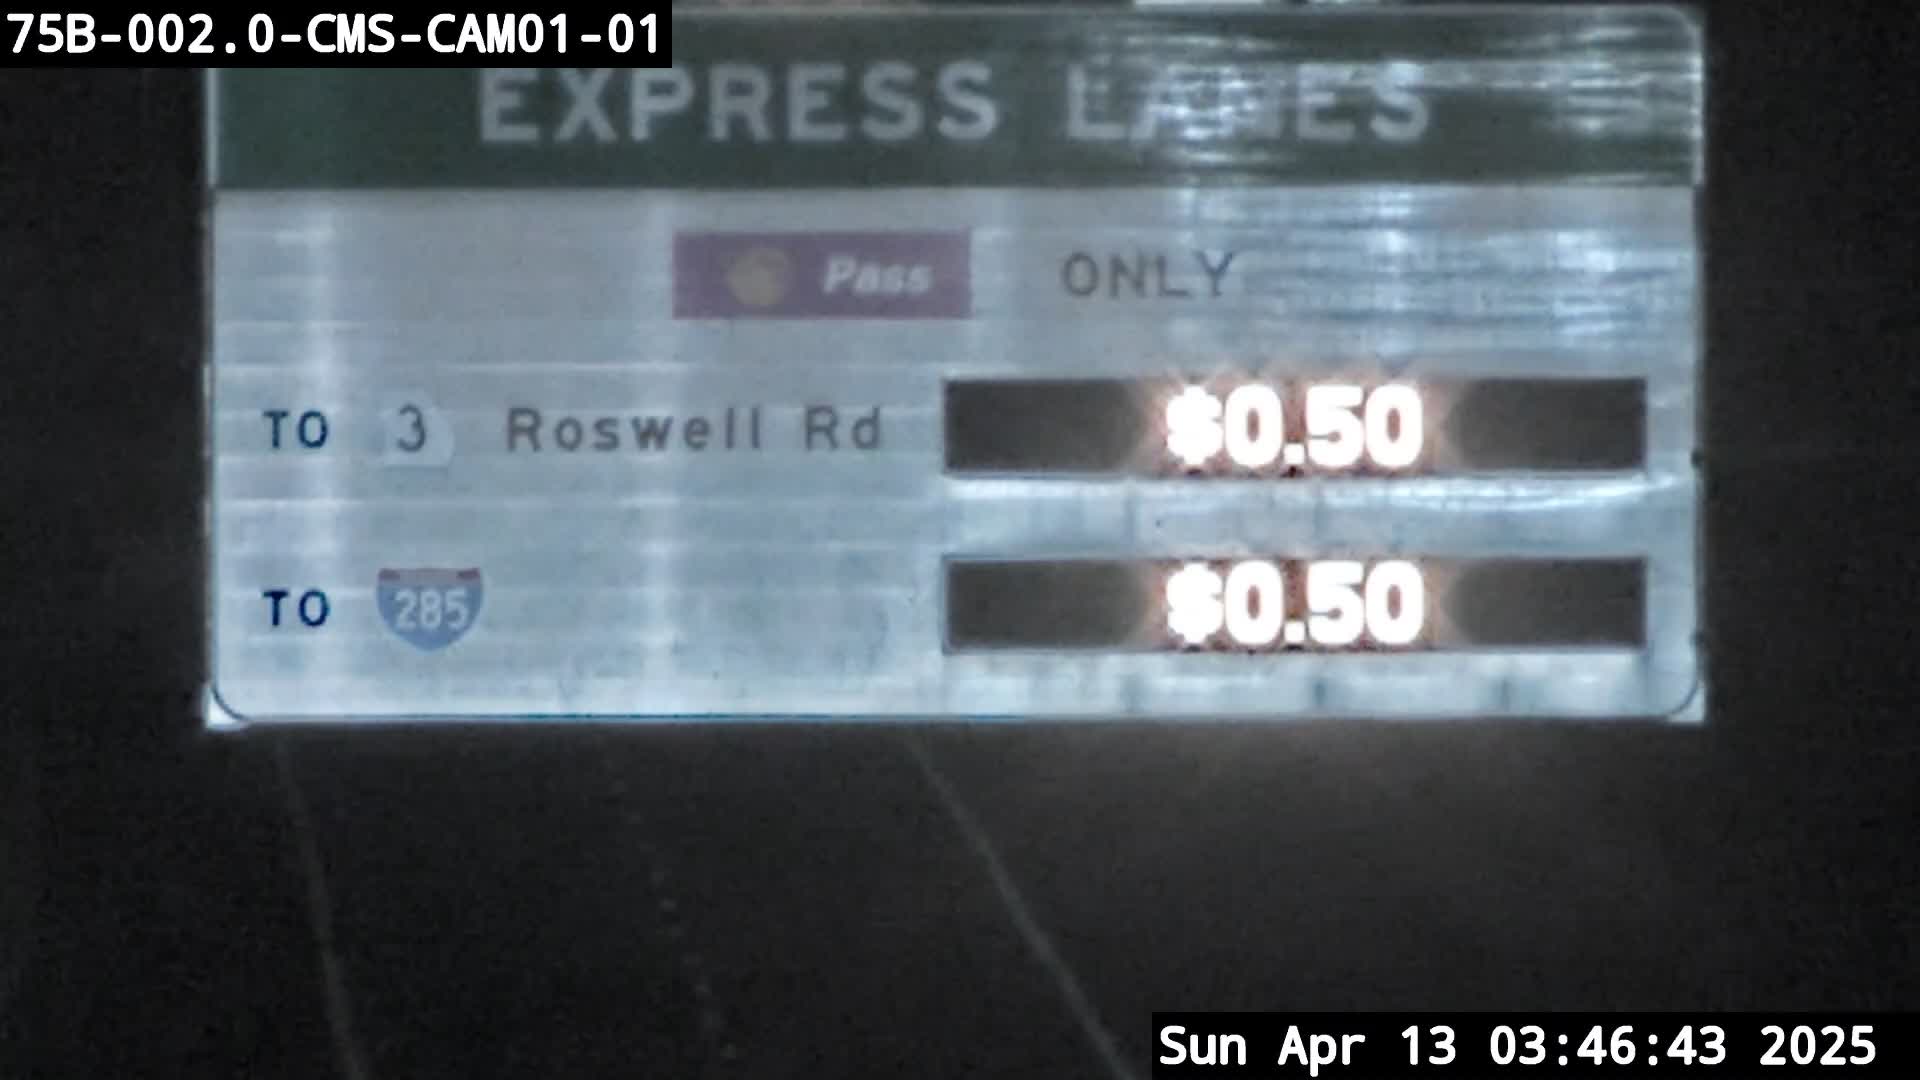 75B-002.0-CMS-CAM01-01
EXPRESS LANES
Pass ONLY
TO 3 Roswell Rd $0.50
TO 285 $0.50
Sun Apr 13 03:46:43 2025